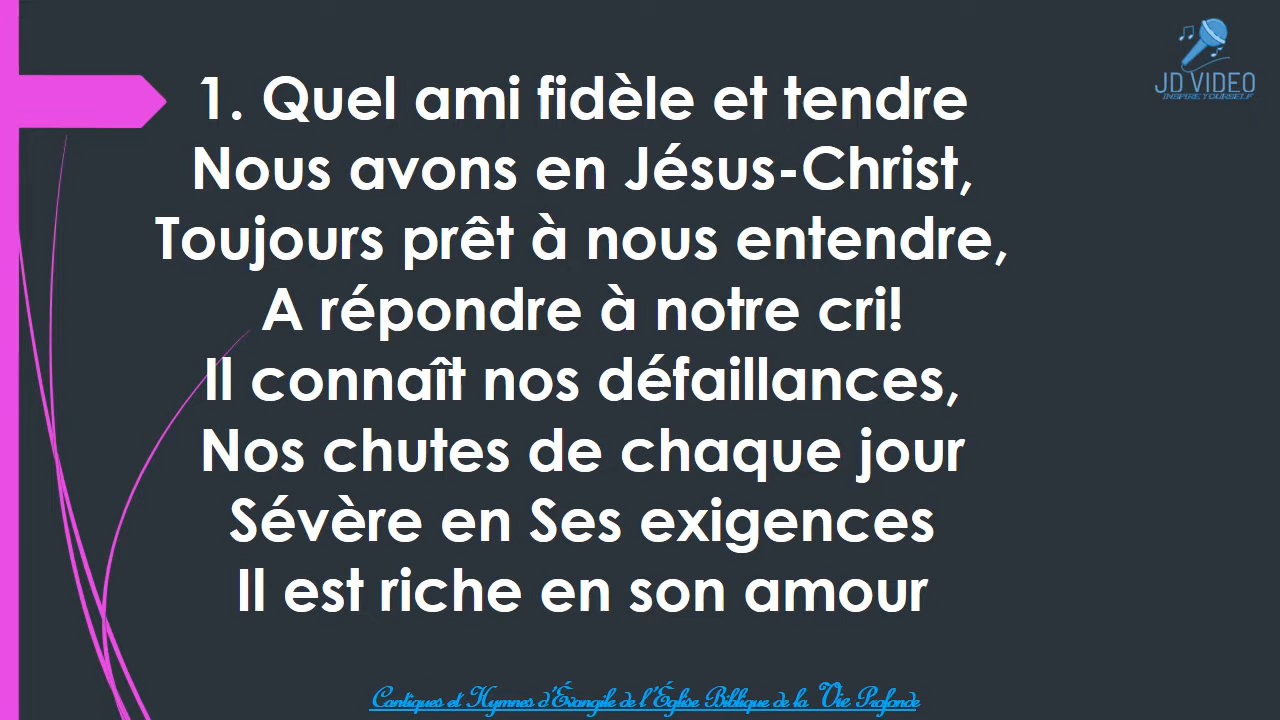 1. Quel ami fidèle et tendre
Nous avons en Jésus-Christ,
Toujours prêt à nous entendre,
A répondre à notre cri!
Il connaît nos défaillances,
Nos chutes de chaque jour
Sévère en Ses exigences
Il est riche en son amour
JD VIDEO
INSPIRE YOURSELF
Cantiques et Hymnes d'Évangile de l'Église Biblique de la Vie Profonde